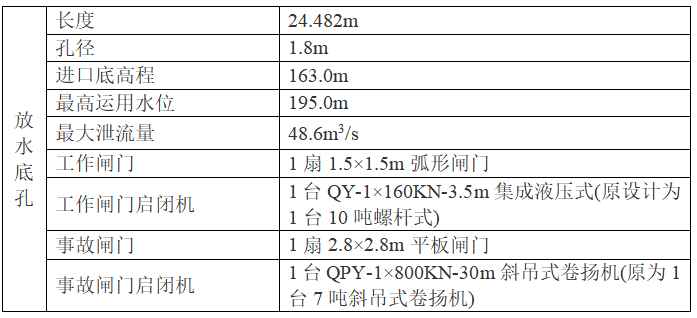 放水底孔
长度 24.482m
孔径 1.8m
进口底高程 163.0m
最高运用水位 195.0m
最大泄流量 48.6m³/s
工作闸门 1 扇 1.5×1.5m 弧形闸门
工作闸门启闭机 1 台 QY-1×160KN-3.5m 集成液压式(原设计为
1 台 10 吨螺杆式)
事故闸门 1 扇 2.8×2.8m 平板闸门
事故闸门启闭机 1 台 QPY-1×800KN-30m 斜吊式卷扬机(原为 1
台 7 吨斜吊式卷扬机)